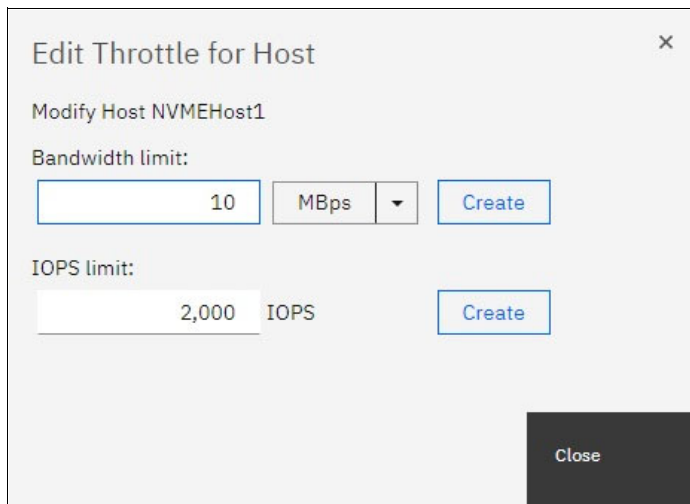 Edit Throttle for Host
Modify Host NVMEHost1
Bandwidth limit:
10 MBps Create
IOPS limit:
2,000 IOPS Create
Close